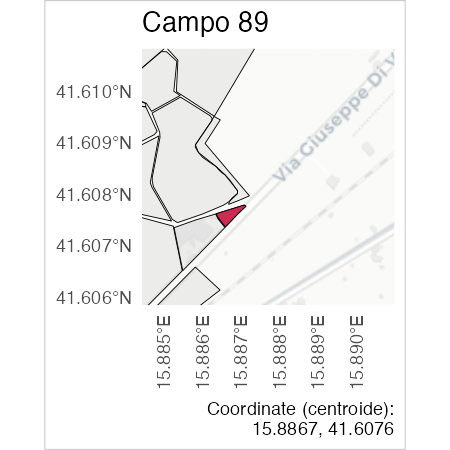 Campo 89
41.610°N
41.609°N
41.608°N
41.607°N
41.606°N
Via Giuseppe Di V
15.885°E
15.886°E
15.887°E
15.888°E
15.889°E
15.890°E
Coordinate (centroide):
15.8867, 41.6076